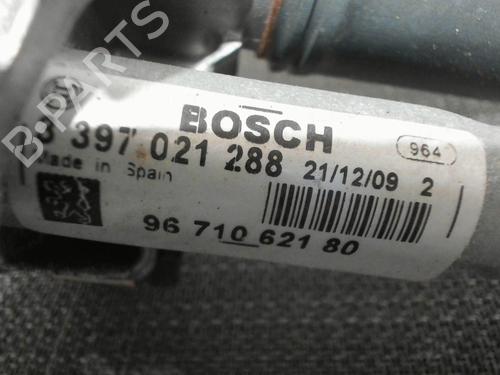 BOSCH
3 397 021 288
21/12/09 2
964
Made in Spain
96 710 621 80
B-PARTS